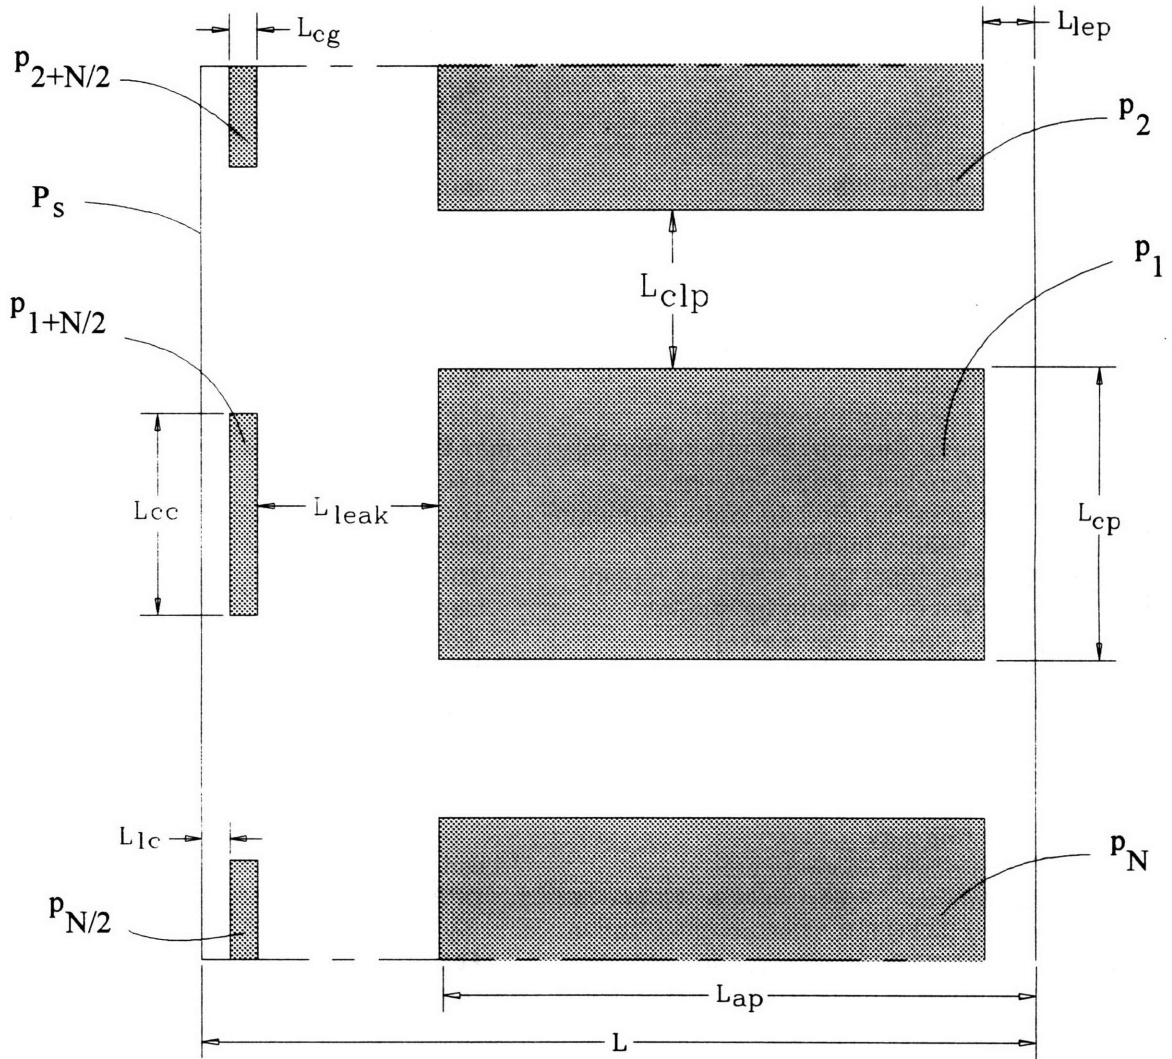 L_cg
L_lep
p_2+N/2
p_2
P_s
L_clp
p_1
p_1+N/2
Lcc
L_leak
L_cp
L_lc
p_N
p_N/2
L_ap
L